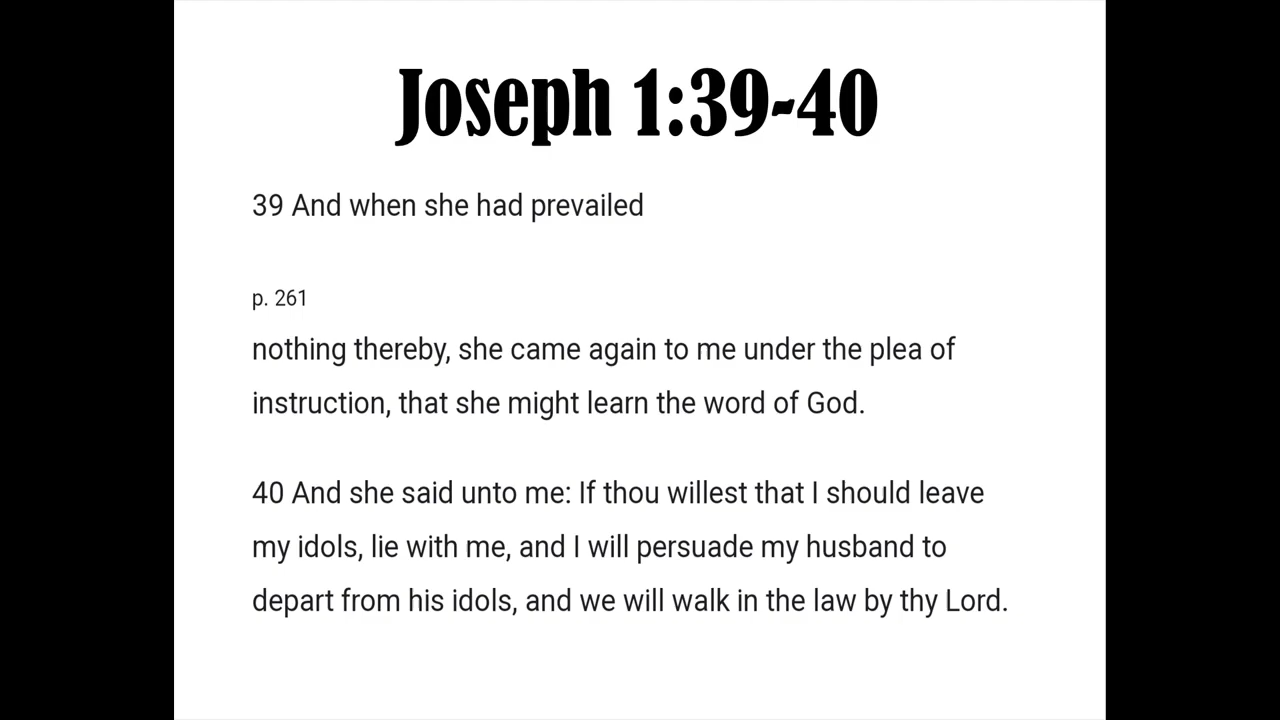 Joseph 1:39-40
39 And when she had prevailed
p. 261
nothing thereby, she came again to me under the plea of
instruction, that she might learn the word of God.
40 And she said unto me: If thou willest that I should leave
my idols, lie with me, and I will persuade my husband to
depart from his idols, and we will walk in the law by thy Lord.